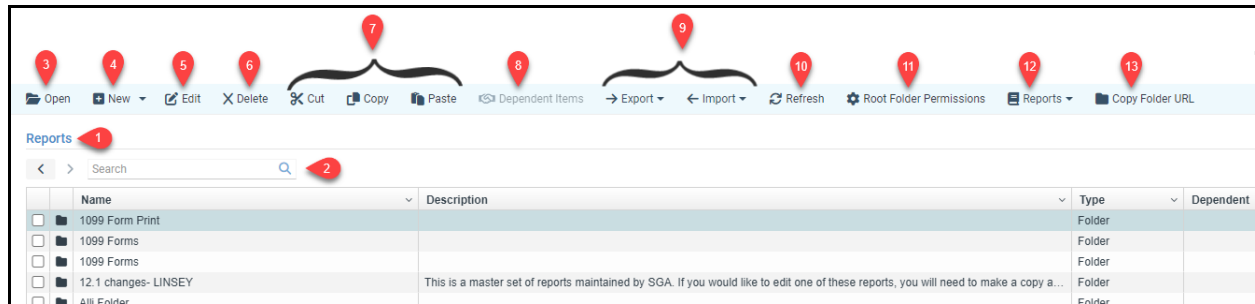 7 9
3 4 5 6 8 10 11 12 13
Open New Edit Delete Cut Copy Paste Dependent Items Export Import Refresh Root Folder Permissions Reports Copy Folder URL
Reports 1
Search 2
Name Description Type Dependent
1099 Form Print Folder
1099 Forms Folder
1099 Forms Folder
12.1 changes- LINSEY This is a master set of reports maintained by SGA. If you would like to edit one of these reports, you will need to make a copy a... Folder
Alli Folder Folder